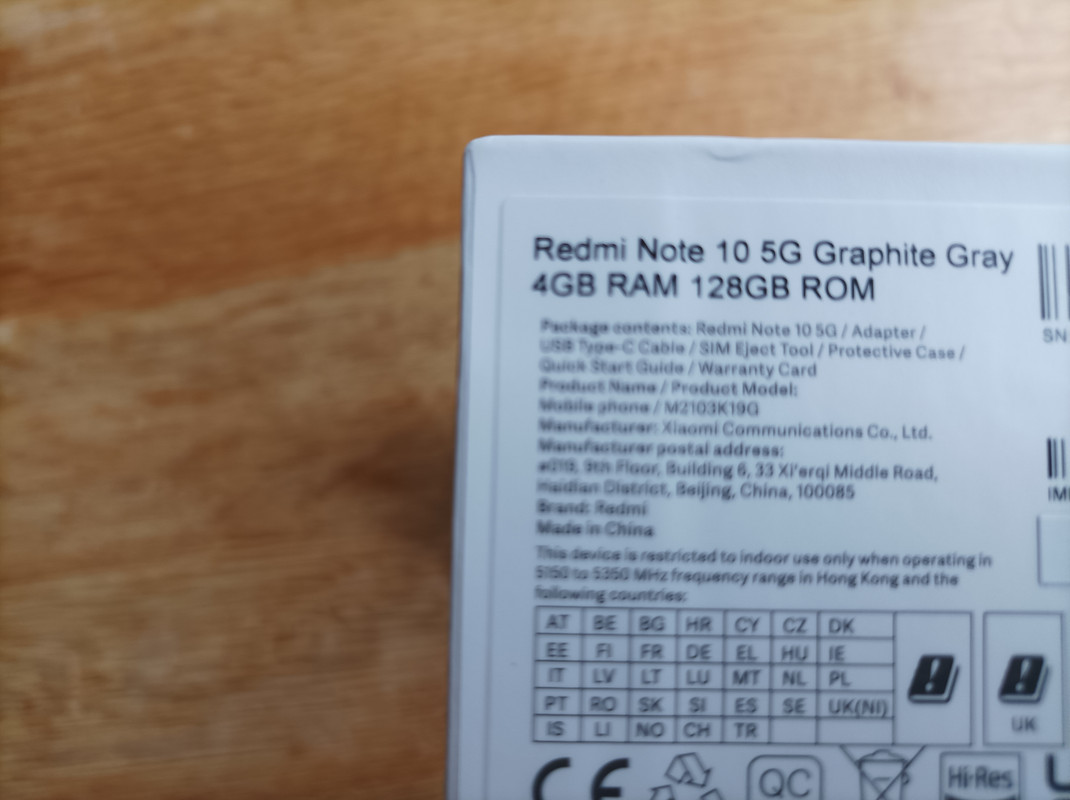 Redmi Note 10 5G Graphite Gray
4GB RAM 128GB ROM
Package contents: Redmi Note 10 5G / Adapter /
USB Type-C Cable / SIM Eject Tool / Protective Case /
Quick Start Guide / Warranty Card
Product Name / Product Model:
Mobile phone / M2103K19G
Manufacturer: Xiaomi Communications Co., Ltd.
Manufacturer postal address:
#019, 9th Floor, Building 6, 33 Xi'erqi Middle Road,
Haidian District, Beijing, China, 100085
Brand: Redmi
Made in China
This device is restricted to indoor use only when operating in
5150 to 5350 MHz frequency range in Hong Kong and the
following countries:
AT BE BG HR CY CZ DK
EE FI FR DE EL HU IE
IT LV LT LU MT NL PL
PT RO SK SI ES SE UK(NI)
IS LI NO CH TR
UK
CE
QC
Hi-Res
SN